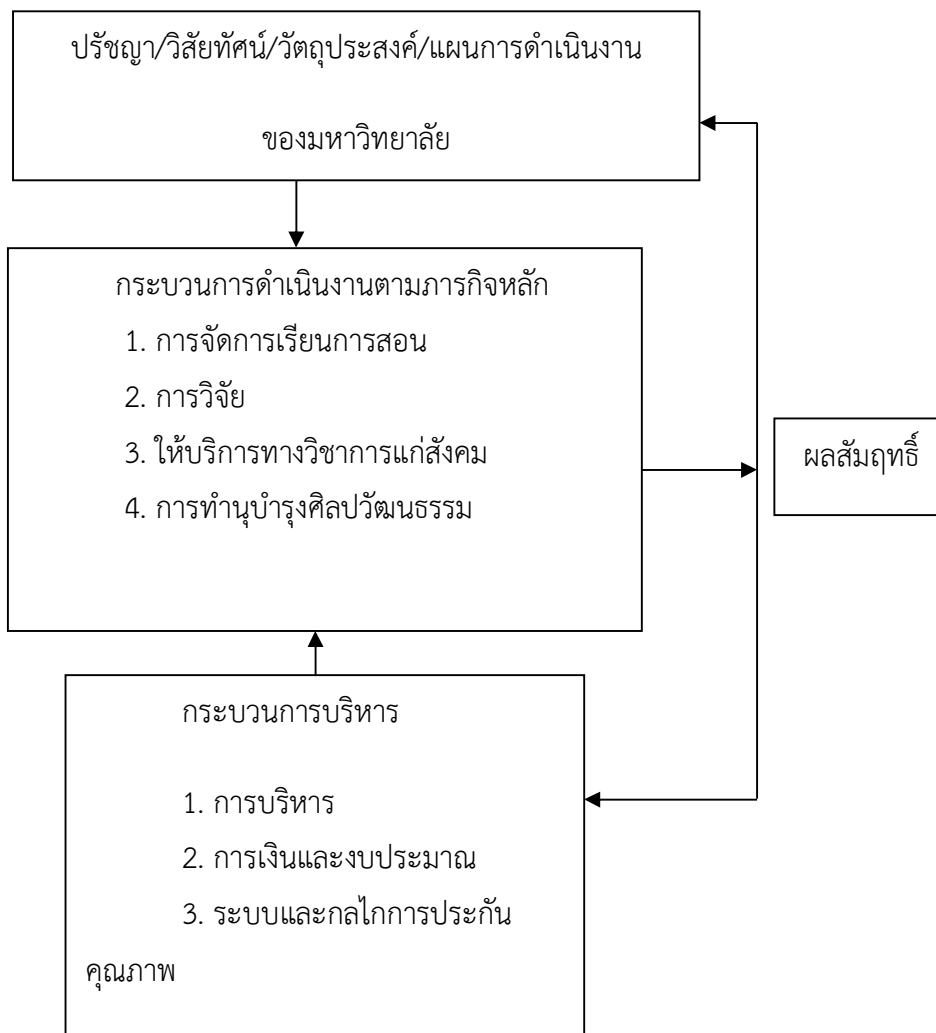 ปรัชญา/วิสัยทัศน์/วัตถุประสงค์/แผนการดำเนินงาน
ของมหาวิทยาลัย
กระบวนการดำเนินงานตามภารกิจหลัก
1. การจัดการเรียนการสอน
2. การวิจัย
3. ให้บริการทางวิชาการแก่สังคม
4. การทำนุบำรุงศิลปวัฒนธรรม
ผลสัมฤทธิ์
กระบวนการบริหาร
1. การบริหาร
2. การเงินและงบประมาณ
3. ระบบและกลไกการประกัน
คุณภาพ